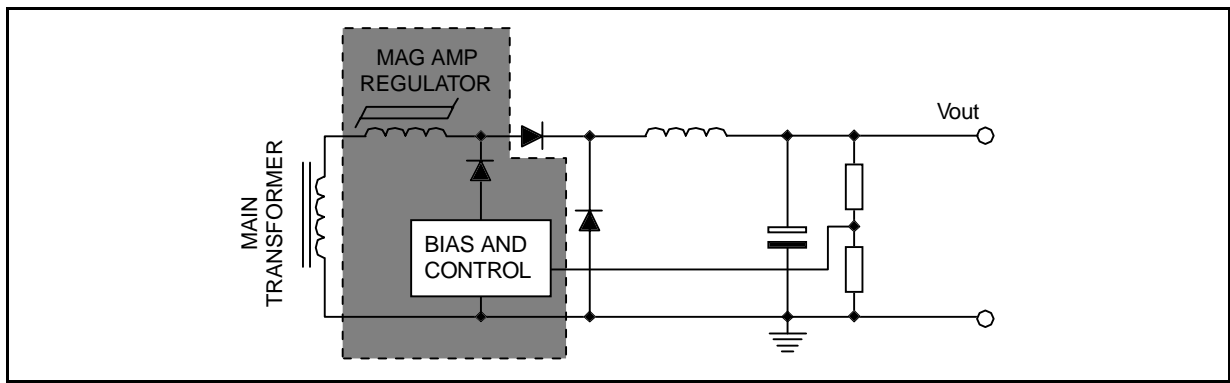 MAG AMP
REGULATOR
Vout
MAIN
TRANSFORMER
BIAS AND
CONTROL